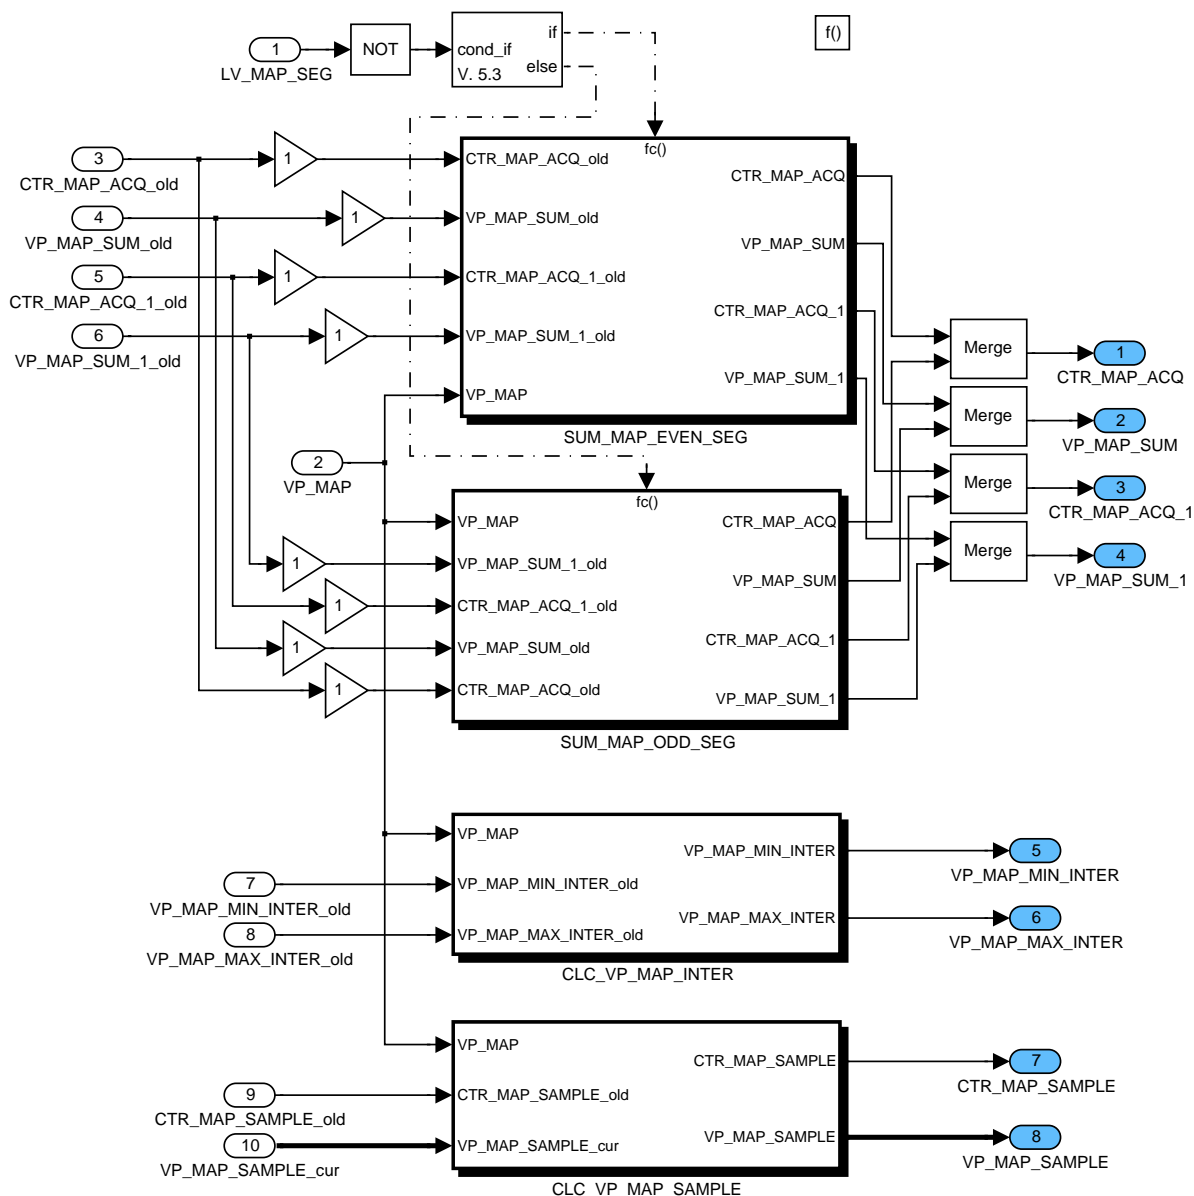 f()
if
1
NOT
cond_if
else
V. 5.3
LV_MAP_SEG
fc()
3
1
CTR_MAP_ACQ_old
CTR_MAP_ACQ
CTR_MAP_ACQ_old
4
1
VP_MAP_SUM_old
VP_MAP_SUM
VP_MAP_SUM_old
5
1
CTR_MAP_ACQ_1_old
CTR_MAP_ACQ_1
CTR_MAP_ACQ_1_old
6
1
VP_MAP_SUM_1_old
VP_MAP_SUM_1
VP_MAP_SUM_1_old
VP_MAP
SUM_MAP_EVEN_SEG
Merge
1
CTR_MAP_ACQ
Merge
2
VP_MAP_SUM
Merge
3
CTR_MAP_ACQ_1
Merge
4
VP_MAP_SUM_1
2
VP_MAP
fc()
VP_MAP
CTR_MAP_ACQ
1
VP_MAP_SUM_1_old
VP_MAP_SUM
1
CTR_MAP_ACQ_1_old
CTR_MAP_ACQ_1
1
VP_MAP_SUM_old
1
CTR_MAP_ACQ_old
VP_MAP_SUM_1
SUM_MAP_ODD_SEG
VP_MAP
VP_MAP_MIN_INTER
5
VP_MAP_MIN_INTER
7
VP_MAP_MIN_INTER_old
VP_MAP_MIN_INTER_old
VP_MAP_MAX_INTER
6
VP_MAP_MAX_INTER
8
VP_MAP_MAX_INTER_old
VP_MAP_MAX_INTER_old
CLC_VP_MAP_INTER
VP_MAP
CTR_MAP_SAMPLE
7
CTR_MAP_SAMPLE
9
CTR_MAP_SAMPLE_old
CTR_MAP_SAMPLE_old
VP_MAP_SAMPLE
8
VP_MAP_SAMPLE
10
VP_MAP_SAMPLE_cur
VP_MAP_SAMPLE_cur
CLC_VP_MAP_SAMPLE